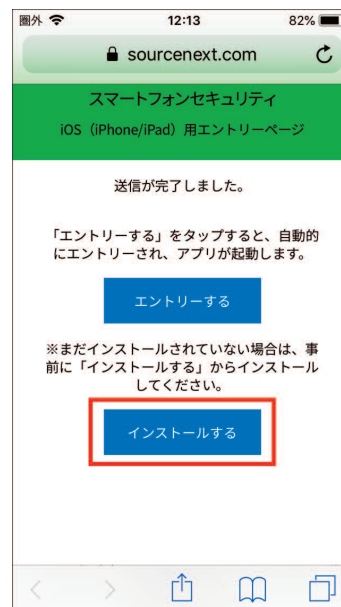 圏外 12:13 82%
sourcenext.com
スマートフォンセキュリティ
iOS（iPhone/iPad）用エントリーページ
送信が完了しました。
「エントリーする」をタップすると、自動的
にエントリーされ、アプリが起動します。
エントリーする
※まだインストールされていない場合は、事
前に「インストールする」からインストール
してください。
インストールする